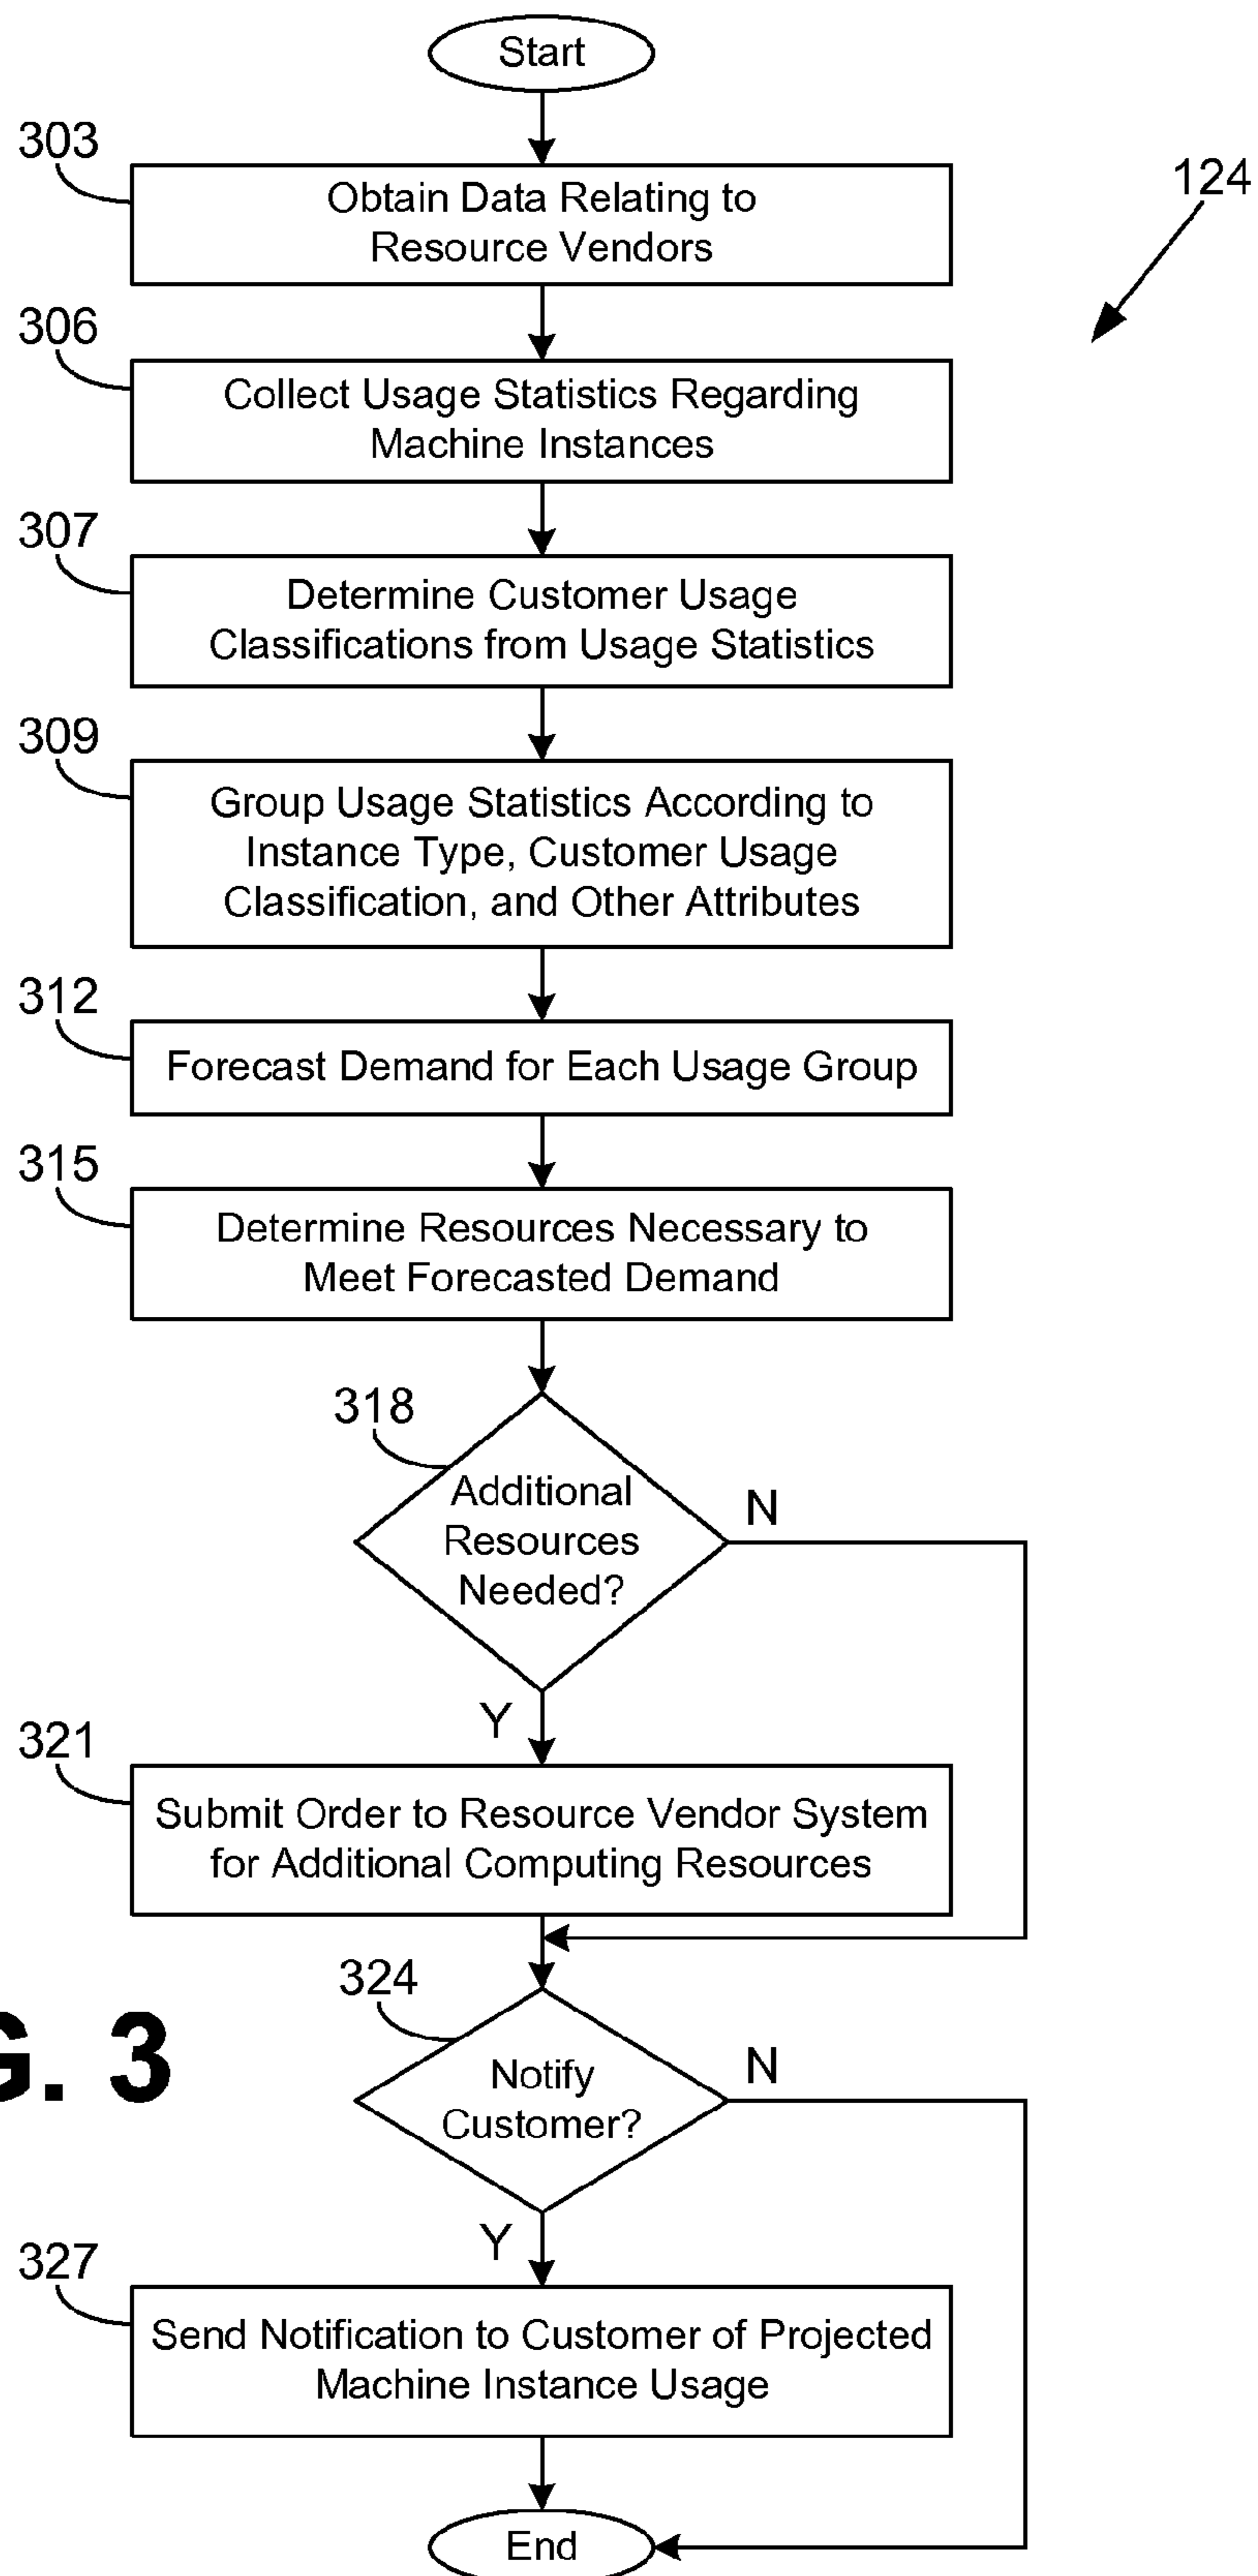 Start
303
Obtain Data Relating to
Resource Vendors
124
306
Collect Usage Statistics Regarding
Machine Instances
307
Determine Customer Usage
Classifications from Usage Statistics
309
Group Usage Statistics According to
Instance Type, Customer Usage
Classification, and Other Attributes
312
Forecast Demand for Each Usage Group
315
Determine Resources Necessary to
Meet Forecasted Demand
318
Additional
Resources
Needed?
N
Y
321
Submit Order to Resource Vendor System
for Additional Computing Resources
324
Notify
Customer?
N
G. 3
Y
327
Send Notification to Customer of Projected
Machine Instance Usage
End